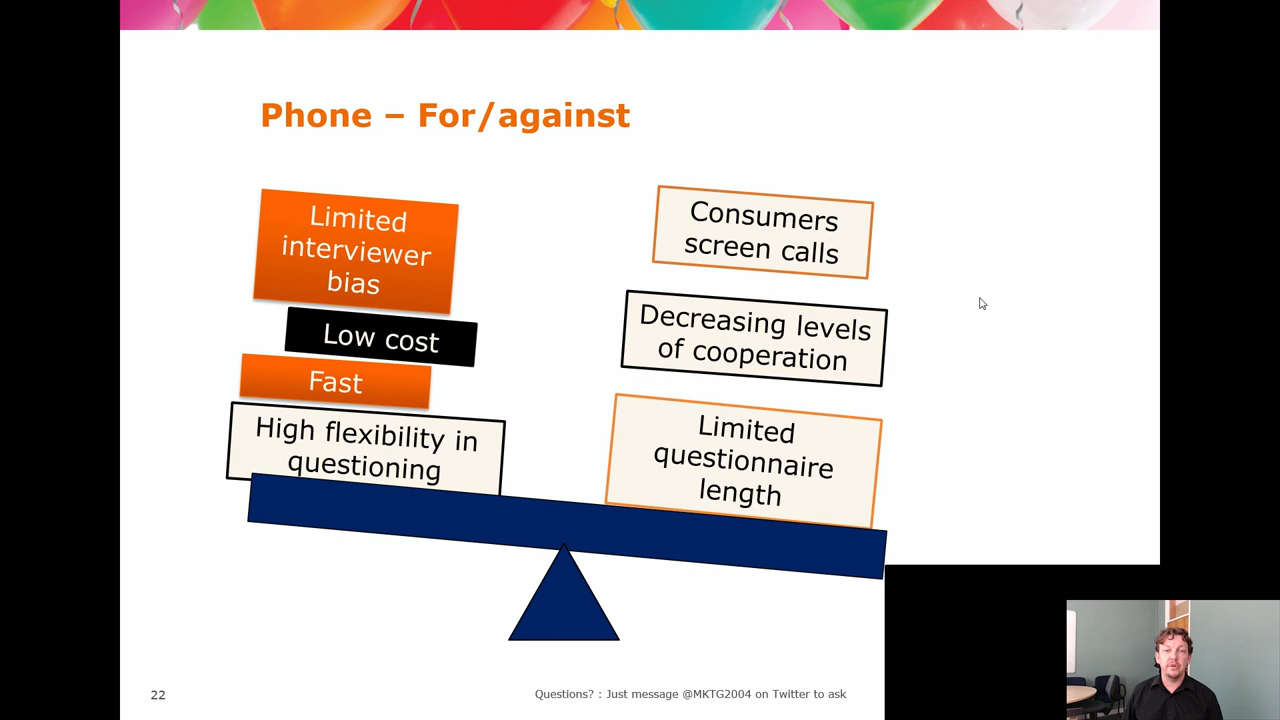 Phone – For/against
Limited
interviewer
bias
Low cost
Fast
High flexibility in
questioning
Consumers
screen calls
Decreasing levels
of cooperation
Limited
questionnaire
length
22
Questions? : Just message @MKTG2004 on Twitter to ask